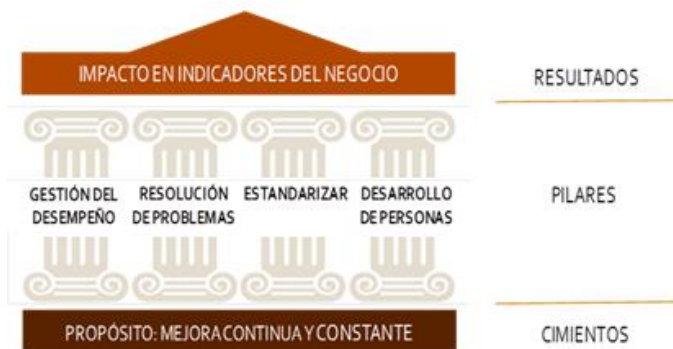 IMPACTO EN INDICADORES DEL NEGOCIO
RESULTADOS
GESTIÓN DEL
DESEMPEÑO
RESOLUCIÓN
DE PROBLEMAS
ESTANDARIZAR
DESARROLLO
DE PERSONAS
PILARES
PROPÓSITO: MEJORA CONTINUA Y CONSTANTE
CIMIENTOS